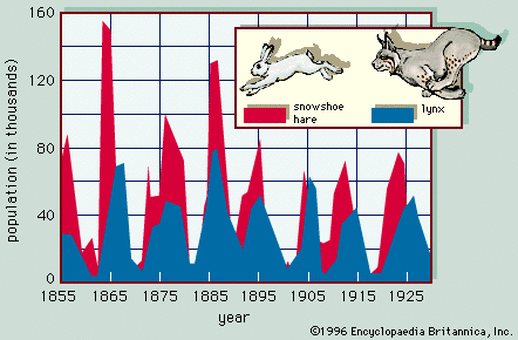 160
120
80
40
0
population (in thousands)
snowshoe
hare
lynx
1855 1865 1875 1885 1895 1905 1915 1925
year
©1996 Encyclopaedia Britannica, Inc.